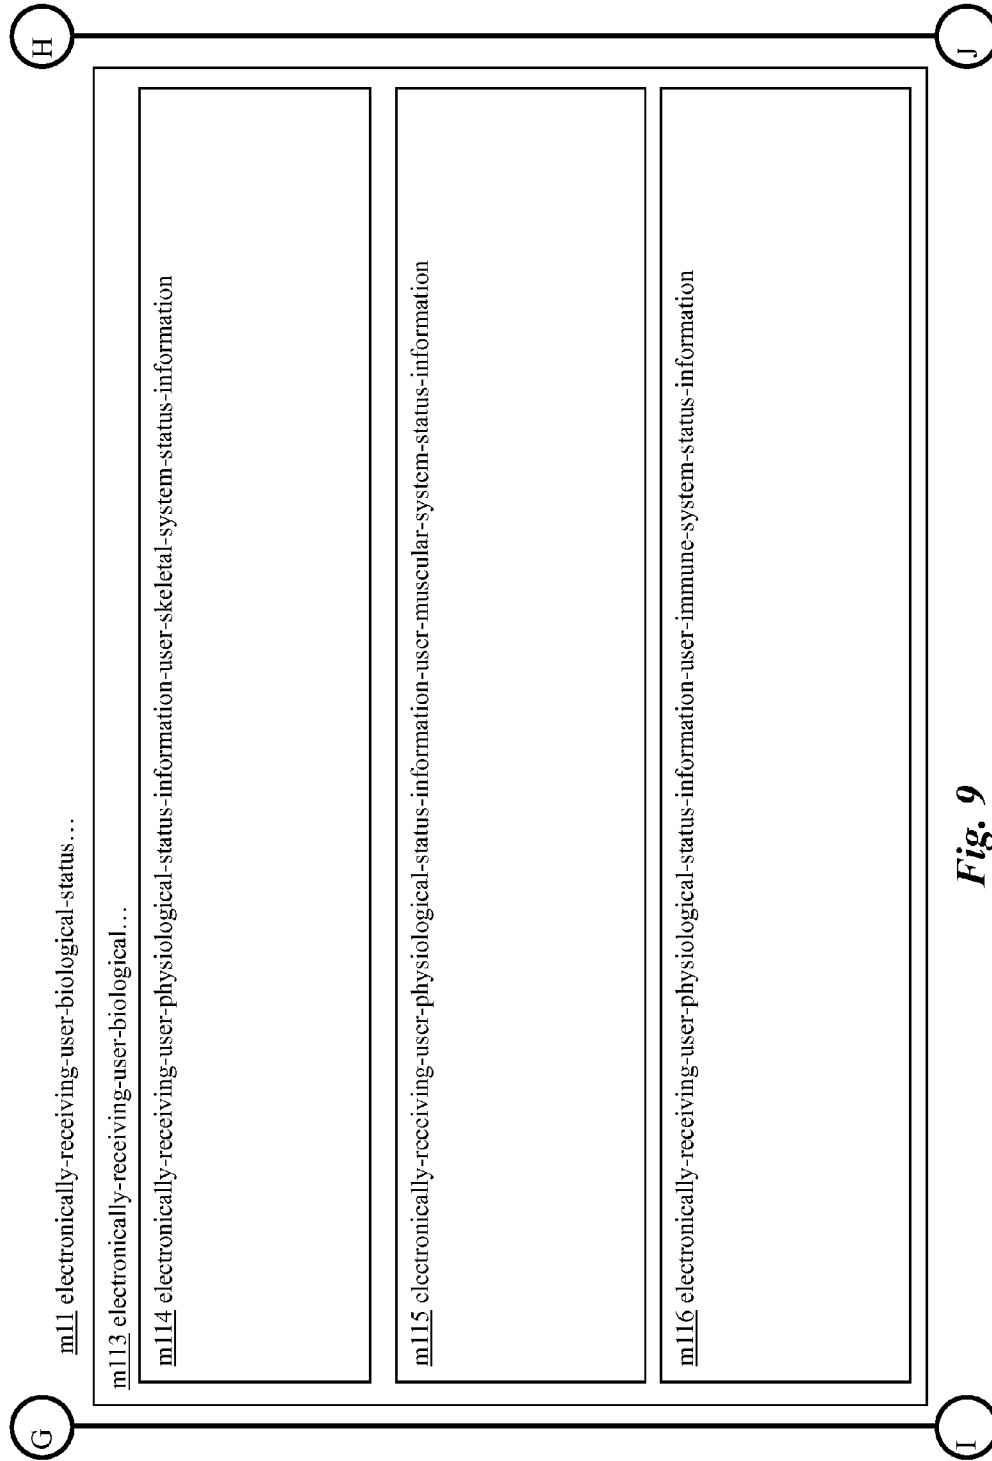 G
H
m11 electronically-receiving-user-biological-status…
m113 electronically-receiving-user-biological…
m114 electronically-receiving-user-physiological-status-information-user-skeletal-system-status-information
m115 electronically-receiving-user-physiological-status-information-user-muscular-system-status-information
m116 electronically-receiving-user-physiological-status-information-user-immune-system-status-information
I
J
Fig. 9